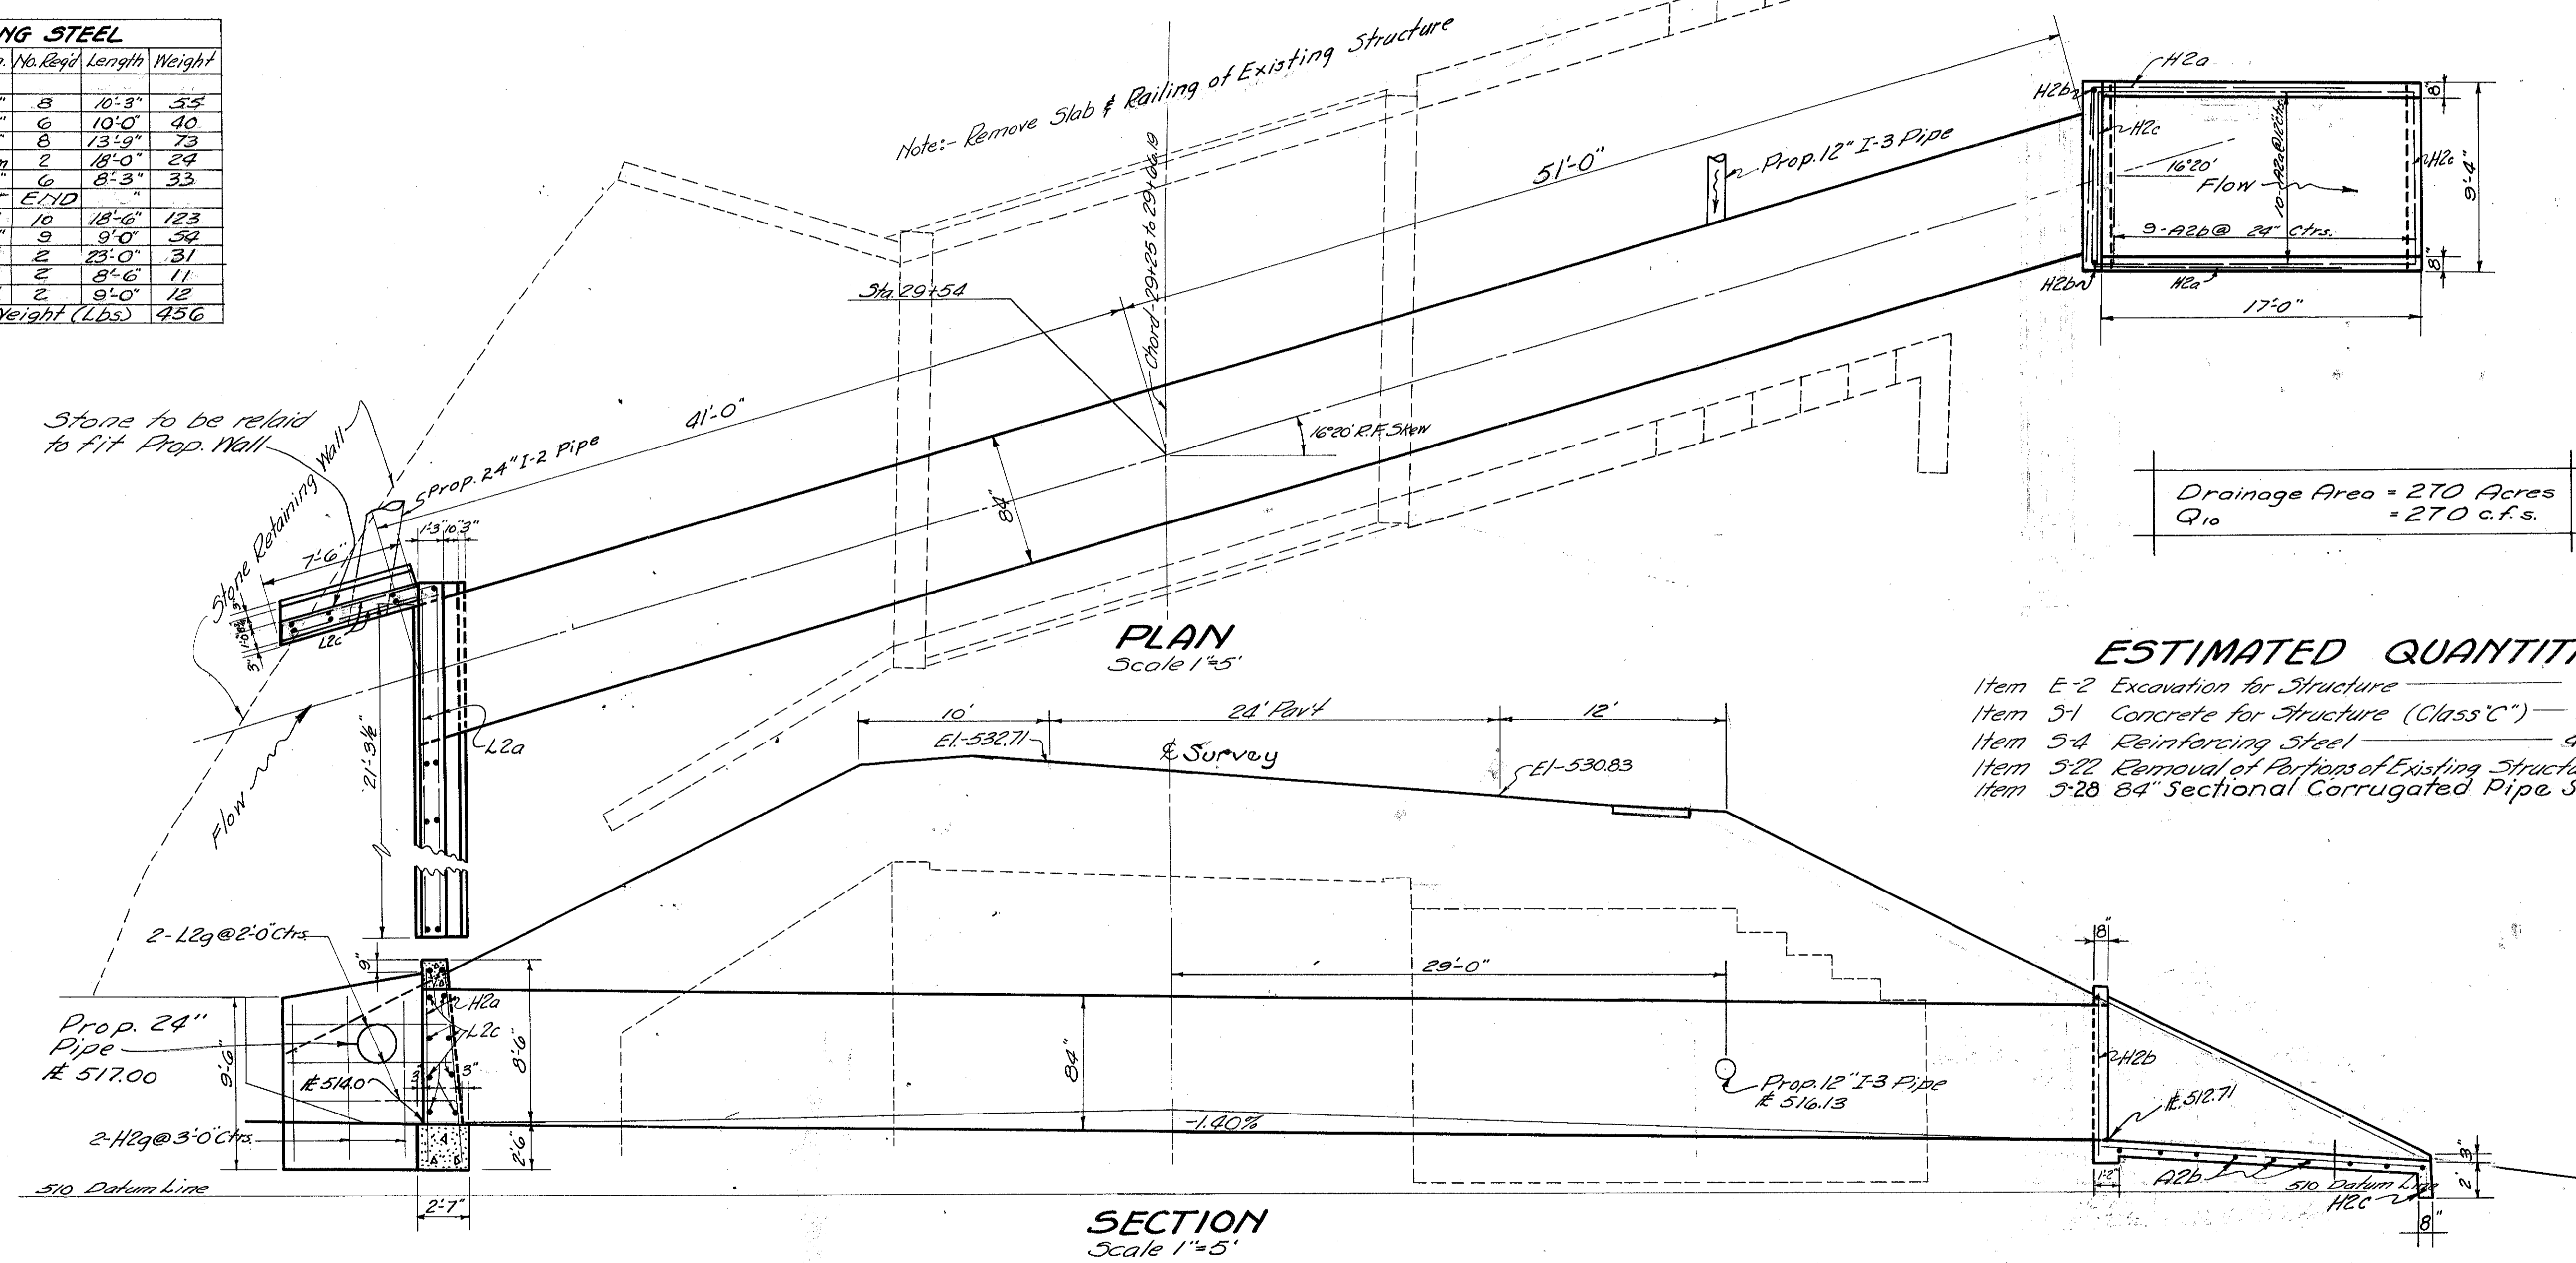 NG STEEL
No. Req'd Length Weight
8 10'-3" 55
6 10'-0" 40
8 13'-9" 73
2 18'-0" 24
6 8'-3" 33
END "
10 18'-6" 123
9 9'-0" 54
2 23'-0" 31
2 8'-6" 11
2 9'-0" 12
Weight (Lbs) 456
Note:- Remove Slab & Railing of Existing Structure
Chord-29+25 to 29+66.19
Sta. 29+54
51'-0"
Prop. 12" I-3 Pipe
H2a
H2b
H2c
8"
16°20'
Flow
10-A2a@12"Ctrs.
H2c
9'-4"
9-A2b@ 24" Ctrs.
8"
H2b
H2a
17'-0"
Stone to be relaid
to fit Prop. Wall
Stone Retaining Wall
Prop. 24" I-2 Pipe
41'-0"
84"
16°20' R.F. Skew
7'-6"
1'-3" 10" 3"
3"
L2c
L2a
21'-3½"
Flow
Drainage Area = 270 Acres
Q10 = 270 c.f.s.
PLAN
Scale 1"=5'
ESTIMATED QUANTITI
Item E-2 Excavation for Structure
Item S-1 Concrete for Structure (Class "C")
Item S-4 Reinforcing Steel 4
Item S-22 Removal of Portions of Existing Structu
Item S-28 84" Sectional Corrugated Pipe S
10'
24' Pav't
12'
El.-532.71
℄ Survey
El-530.83
2-L2g@2'-0"Ctrs.
9"
H2a
L2c
Prop. 24"
Pipe
℄ 517.00
9'-6"
℄ 514.0
3"
3"
8'-6"
84"
29'-0"
Prop. 12" I-3 Pipe
℄ 516.13
-1.40%
8"
H2b
℄ 512.71
2-H2g@3'-0"Ctrs.
2'-6"
510 Datum Line
2'-7"
1'-2"
A2b
510 Datum Line
H2c
3"
2'
8"
SECTION
Scale 1"=5'